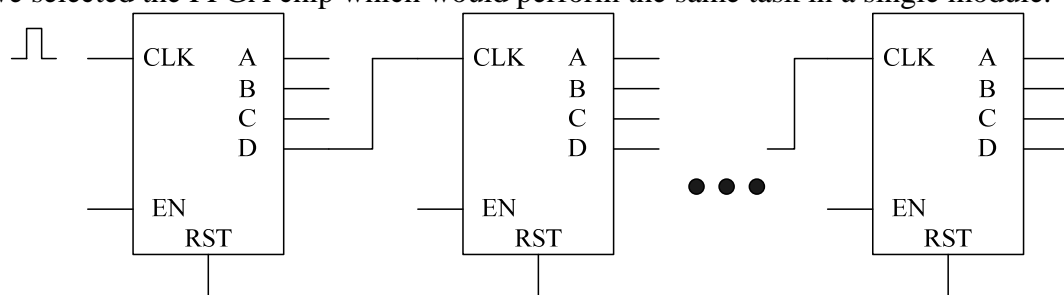 selected the FPGA chip which would perform the same task in a single module.
CLK A CLK A CLK A
B B B
C C C
D D D
EN EN EN
RST RST RST